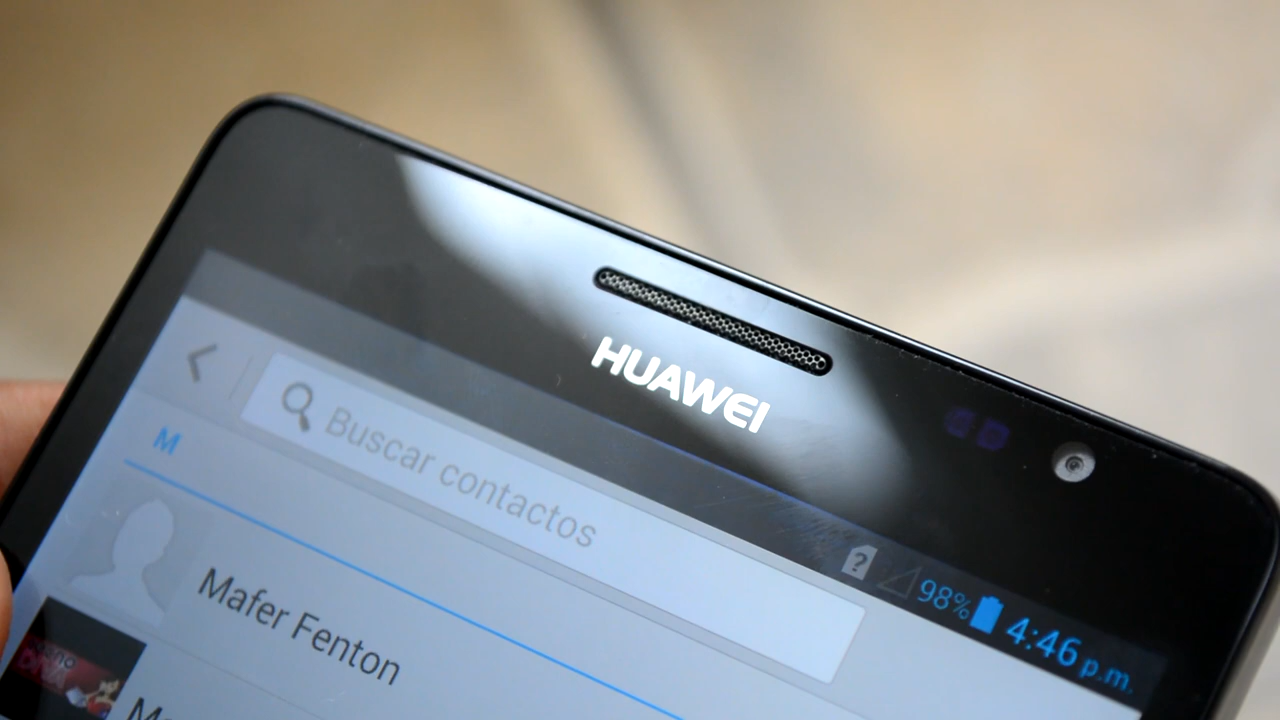 HUAWEI
98% 4:46 p.m.
Buscar contactos
M
Mafer Fenton